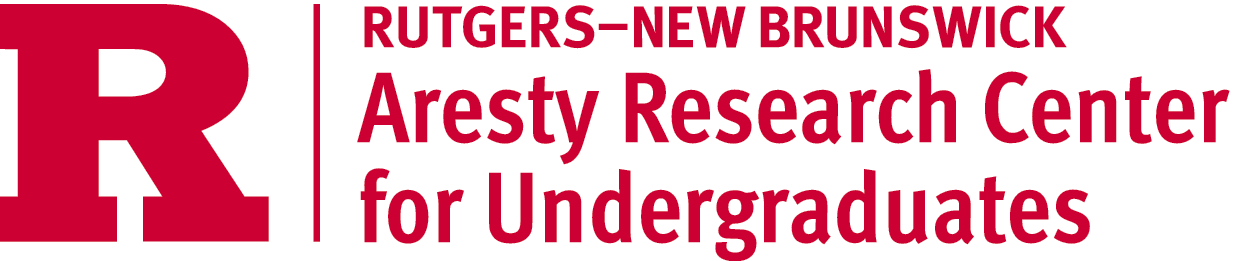 R
RUTGERS–NEW BRUNSWICK
Aresty Research Center
for Undergraduates